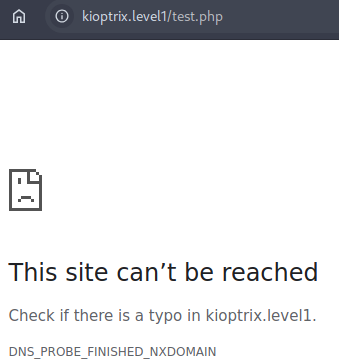 kioptrix.level1/test.php
This site can’t be reached
Check if there is a typo in kioptrix.level1.
DNS_PROBE_FINISHED_NXDOMAIN